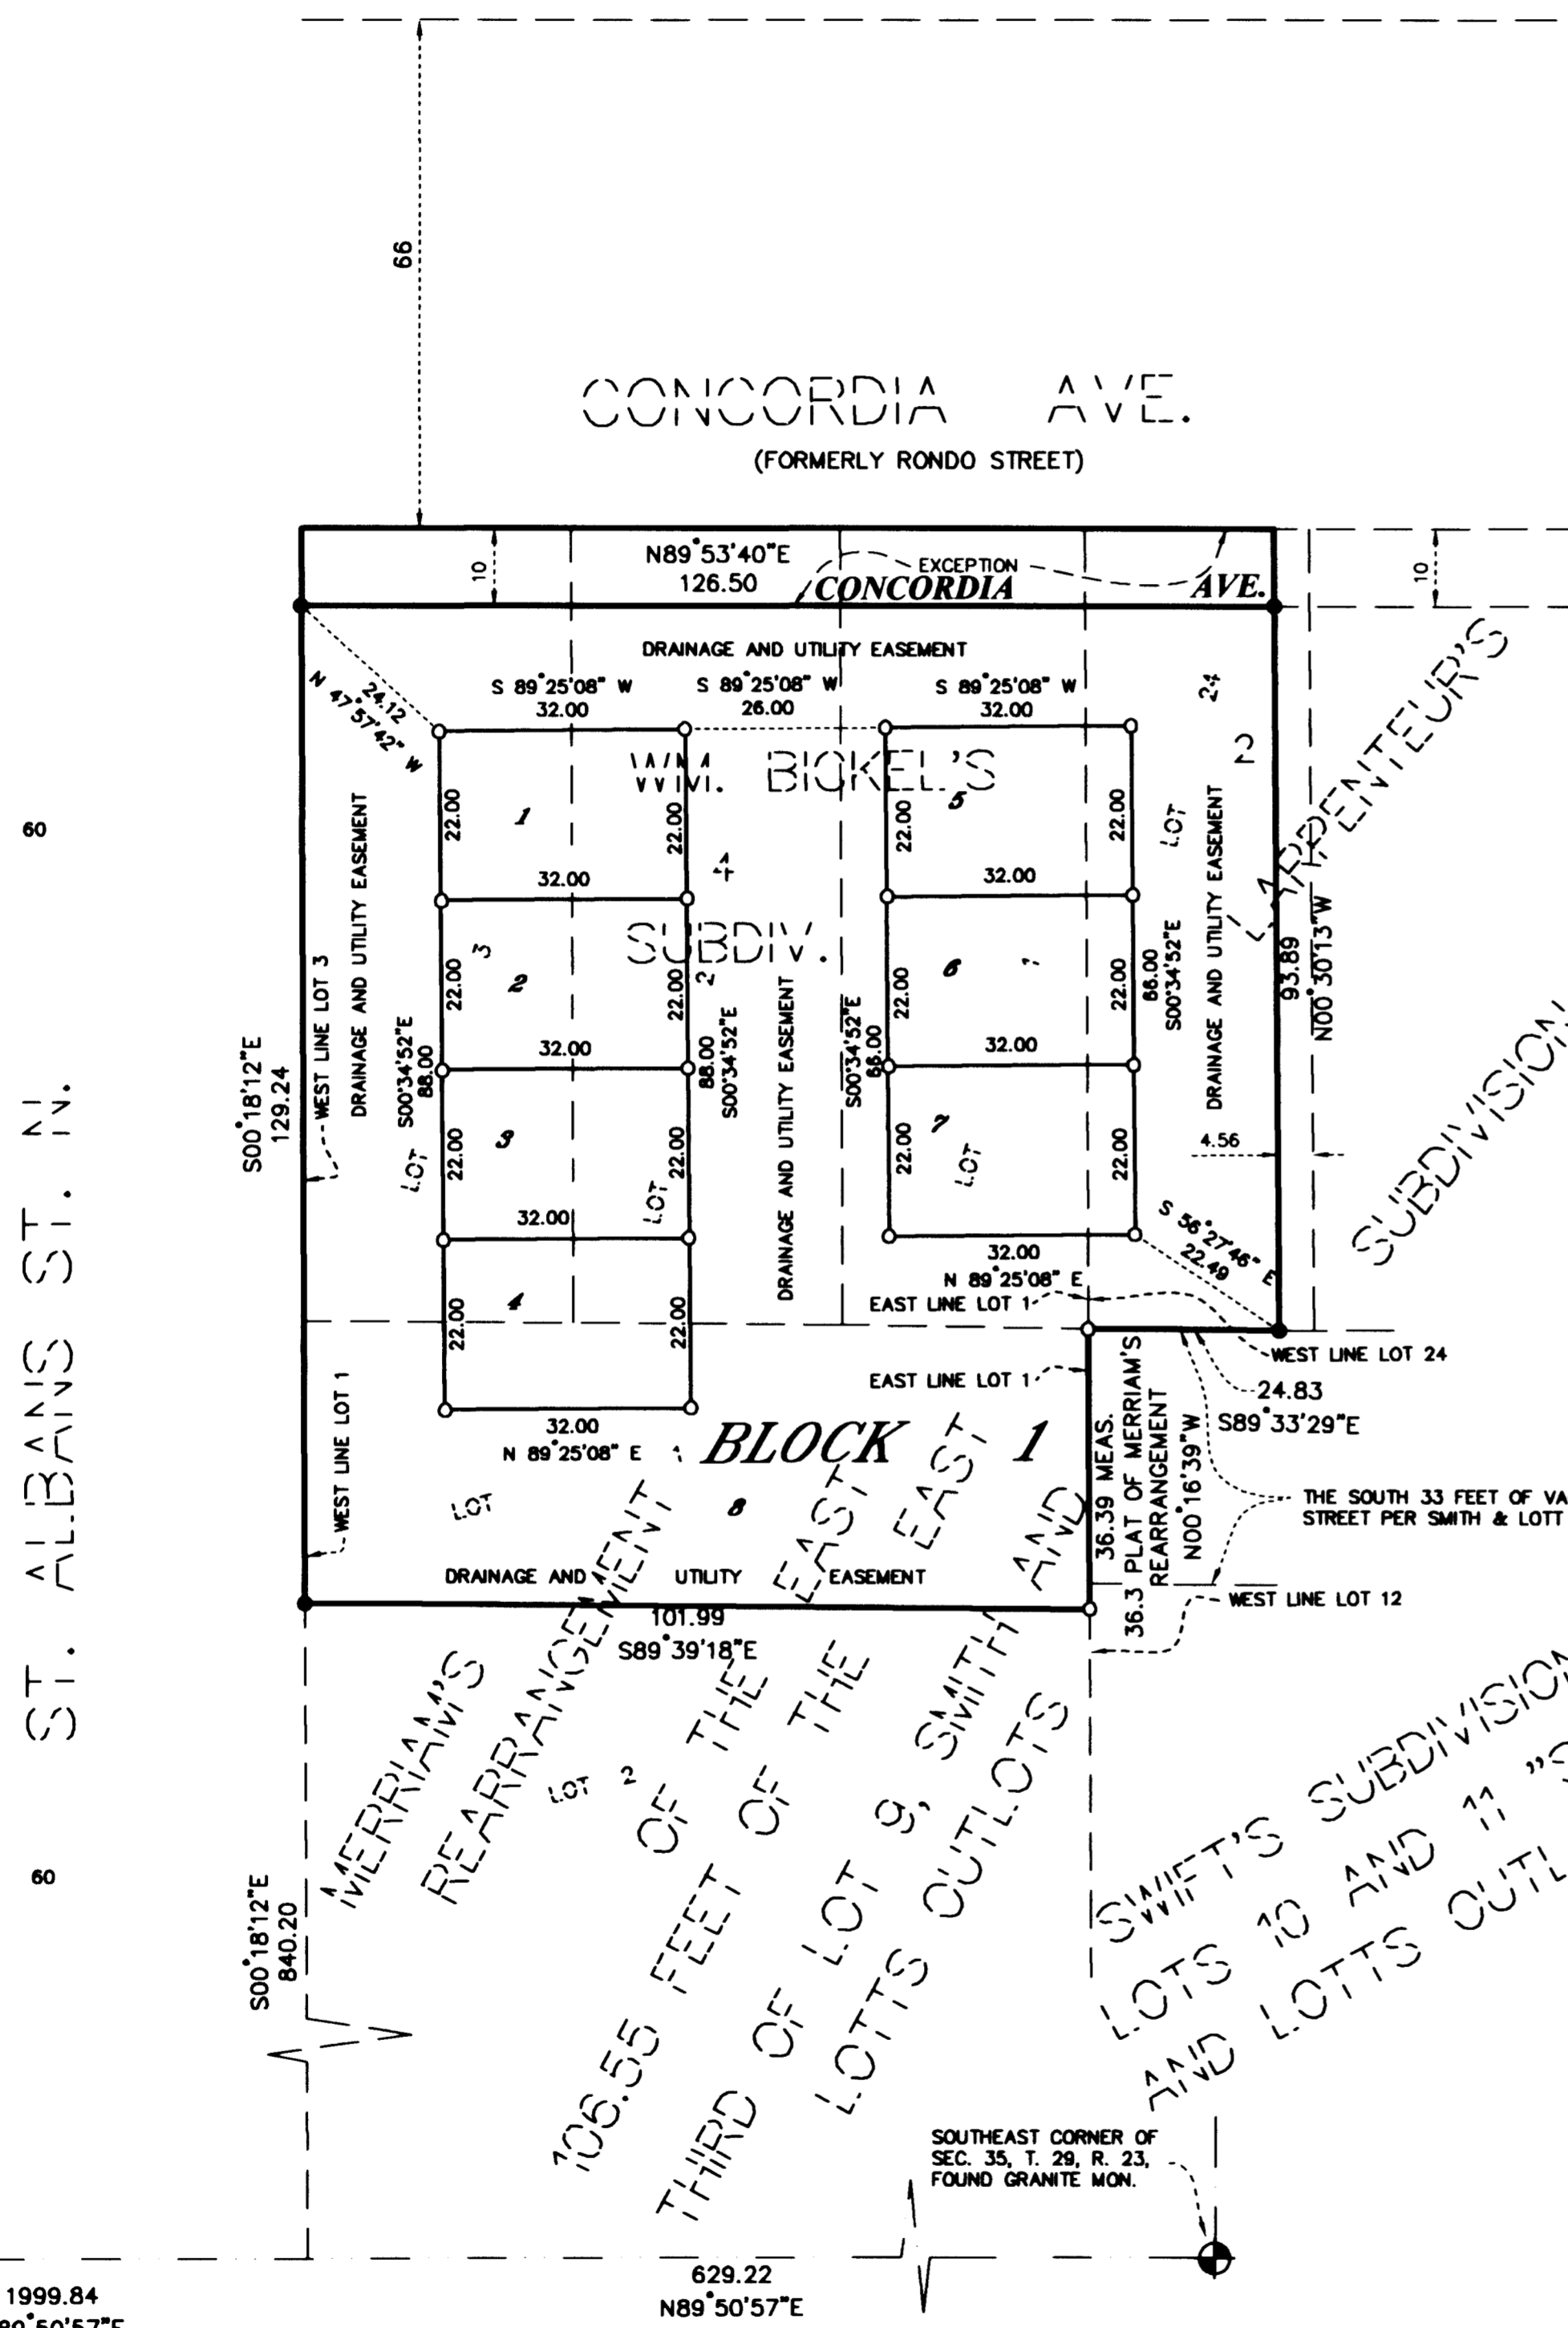 66
CONCORDIA AVE.
(FORMERLY RONDO STREET)
10
N89°53'40"E
126.50
EXCEPTION
CONCORDIA AVE.
10
DRAINAGE AND UTILITY EASEMENT
24.12
N 47°57'42" W
S 89°25'08" W
32.00
S 89°25'08" W
26.00
S 89°25'08" W
32.00
24
2
LARPENTEUR'S
SUBDIVISION
WM. BICKEL'S
SUBDIV.
60
22.00
1
22.00
32.00
4
22.00
5
22.00
32.00
LOT
DRAINAGE AND UTILITY EASEMENT
22.00
3
2
22.00
32.00
2
22.00
6
22.00
32.00
66.00
S00°34'52"E
DRAINAGE AND UTILITY EASEMENT
93.89
N00°30'13"W
WEST LINE LOT 3
S00°18'12"E
129.24
S00°34'52"E
88.00
88.00
S00°34'52"E
DRAINAGE AND UTILITY EASEMENT
S00°34'52"E
66.00
LOT
22.00
3
22.00
32.00
LOT
22.00
7
LOT
22.00
4.56
32.00
N 89°25'08" E
S 56°27'46" E
22.49
22.00
4
22.00
32.00
N 89°25'08" E
EAST LINE LOT 1
WEST LINE LOT 24
EAST LINE LOT 1
24.83
S89°33'29"E
36.39 MEAS.
36.3 PLAT OF MERRIAM'S
REARRANGEMENT
N00°16'39"W
THE SOUTH 33 FEET OF VA
STREET PER SMITH & LOTT
WEST LINE LOT 12
ST. ALBANS ST. N.
WEST LINE LOT 1
1
BLOCK 1
LOT
8
DRAINAGE AND UTILITY EASEMENT
101.99
S89°39'18"E
MERRIAM'S
REARRANGEMENT
OF THE EAST
106.55 FEET OF THE EAST
THIRD OF LOT 9, SMITH AND
LOTTS OUTLOTS
LOT 2
SWIFT'S SUBDIVISION
LOTS 10 AND 11 "S
AND LOTTS OUTL
60
S00°18'12"E
840.20
SOUTHEAST CORNER OF
SEC. 35, T. 29, R. 23,
FOUND GRANITE MON.
629.22
N89°50'57"E
1999.84
89°50'57"E